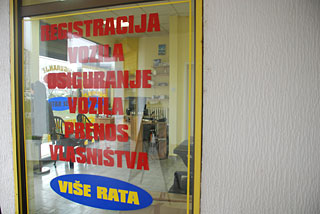 REGISTRACIJA
VOZILA
OSIGURANJE
VOZILA
PRENOS
VLASNIŠTVA
VIŠE RATA